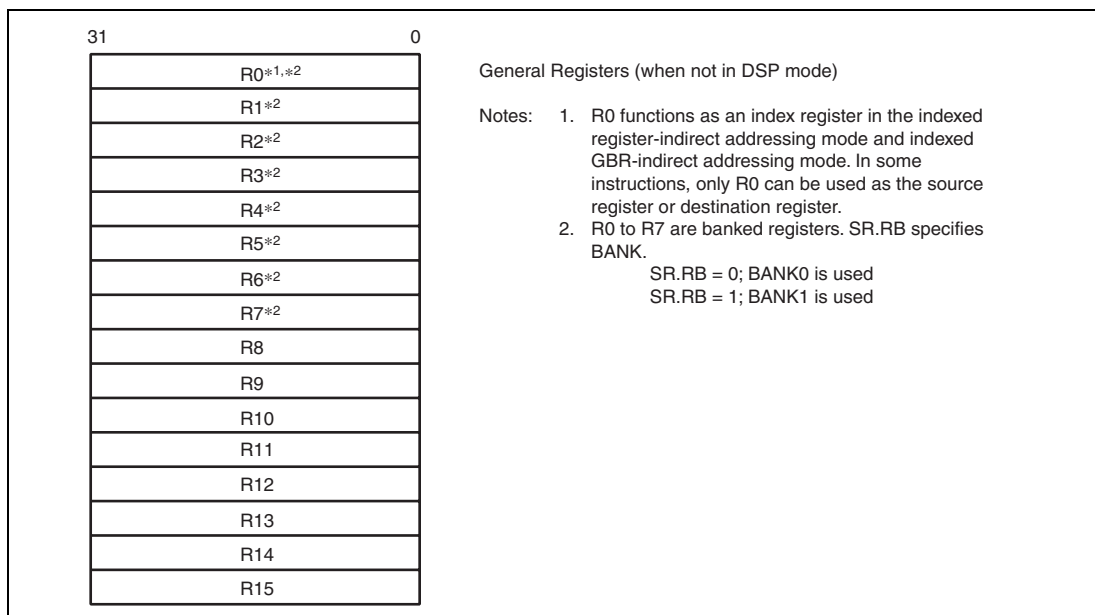 31 0
R0*1,*2
R1*2
R2*2
R3*2
R4*2
R5*2
R6*2
R7*2
R8
R9
R10
R11
R12
R13
R14
R15
General Registers (when not in DSP mode)
Notes: 1. R0 functions as an index register in the indexed
register-indirect addressing mode and indexed
GBR-indirect addressing mode. In some
instructions, only R0 can be used as the source
register or destination register.
2. R0 to R7 are banked registers. SR.RB specifies
BANK.
SR.RB = 0; BANK0 is used
SR.RB = 1; BANK1 is used